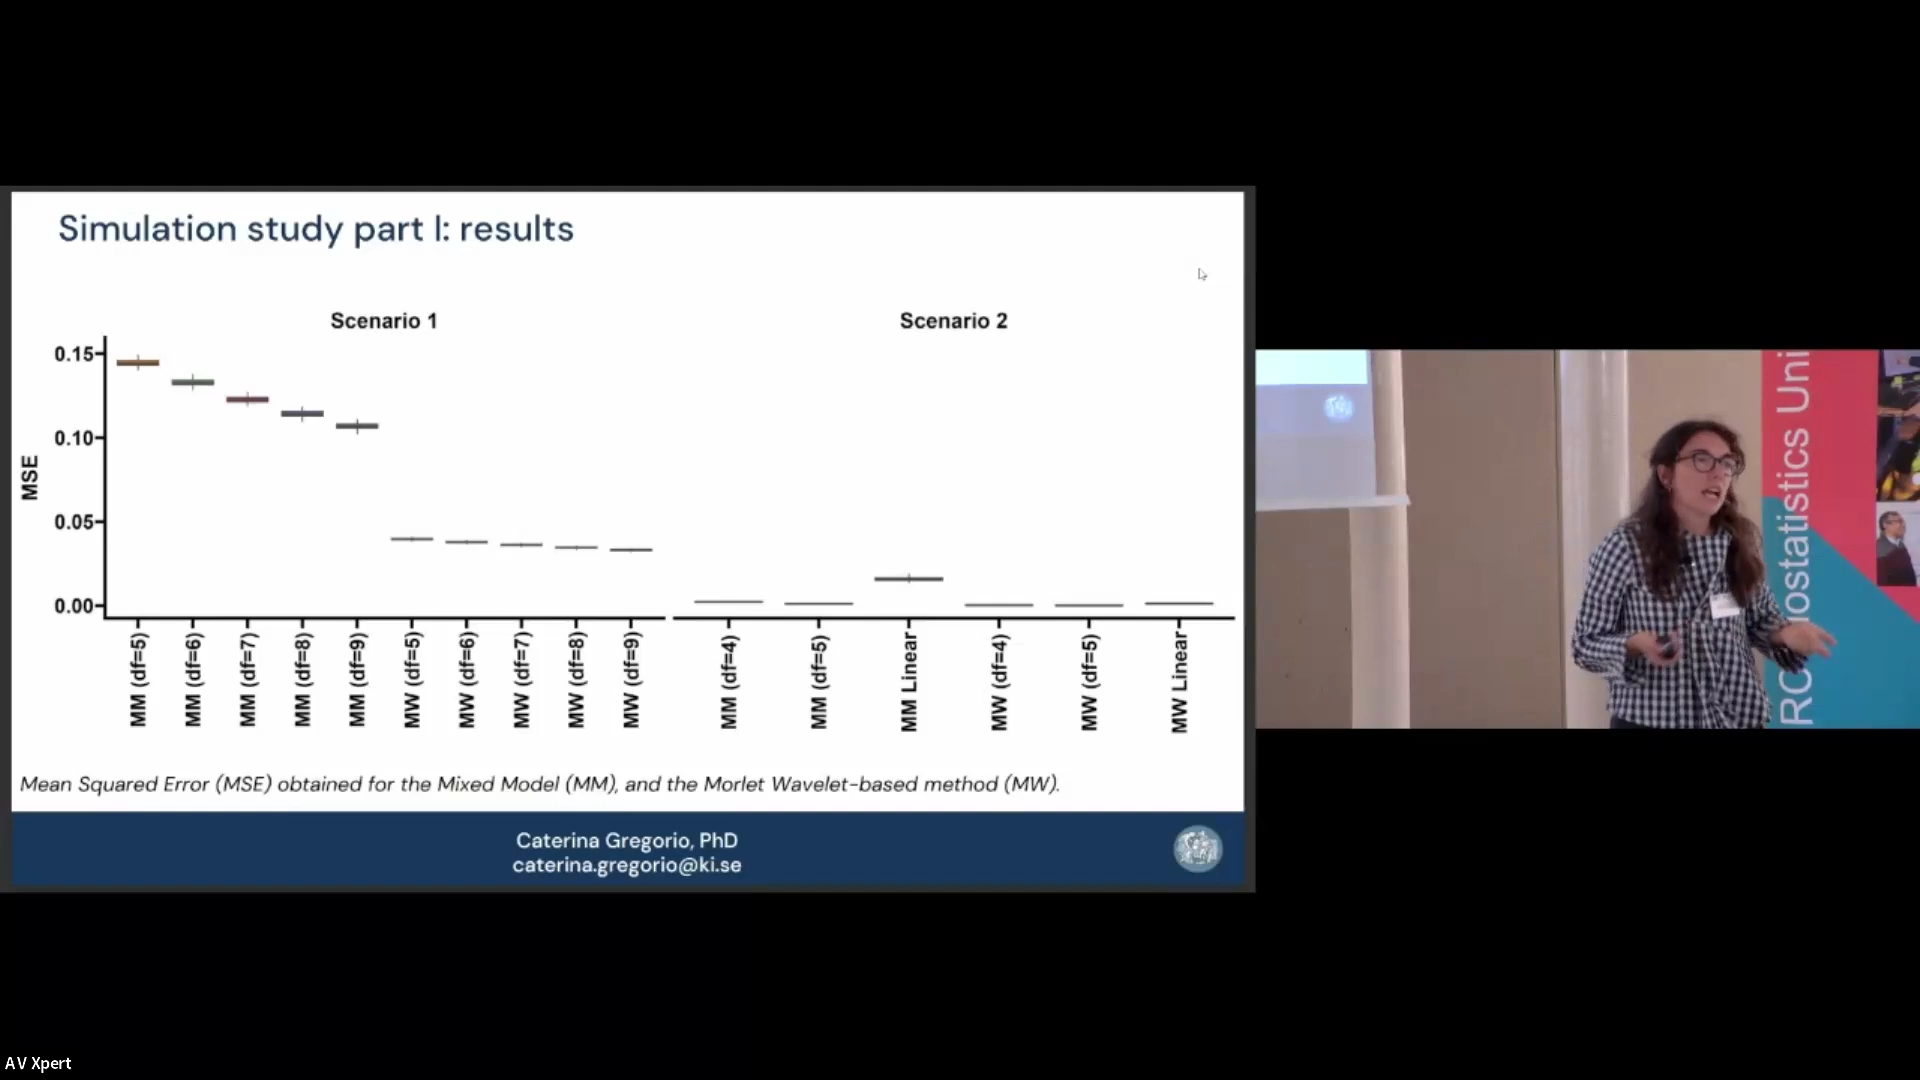 Simulation study part I: results
Scenario 1
Scenario 2
MSE
0.15
0.10
0.05
0.00
MM (df=5)
MM (df=6)
MM (df=7)
MM (df=8)
MM (df=9)
MW (df=5)
MW (df=6)
MW (df=7)
MW (df=8)
MW (df=9)
MM (df=4)
MM (df=5)
MM Linear
MW (df=4)
MW (df=5)
MW Linear
Mean Squared Error (MSE) obtained for the Mixed Model (MM), and the Morlet Wavelet-based method (MW).
Caterina Gregorio, PhD
caterina.gregorio@ki.se
AV Xpert